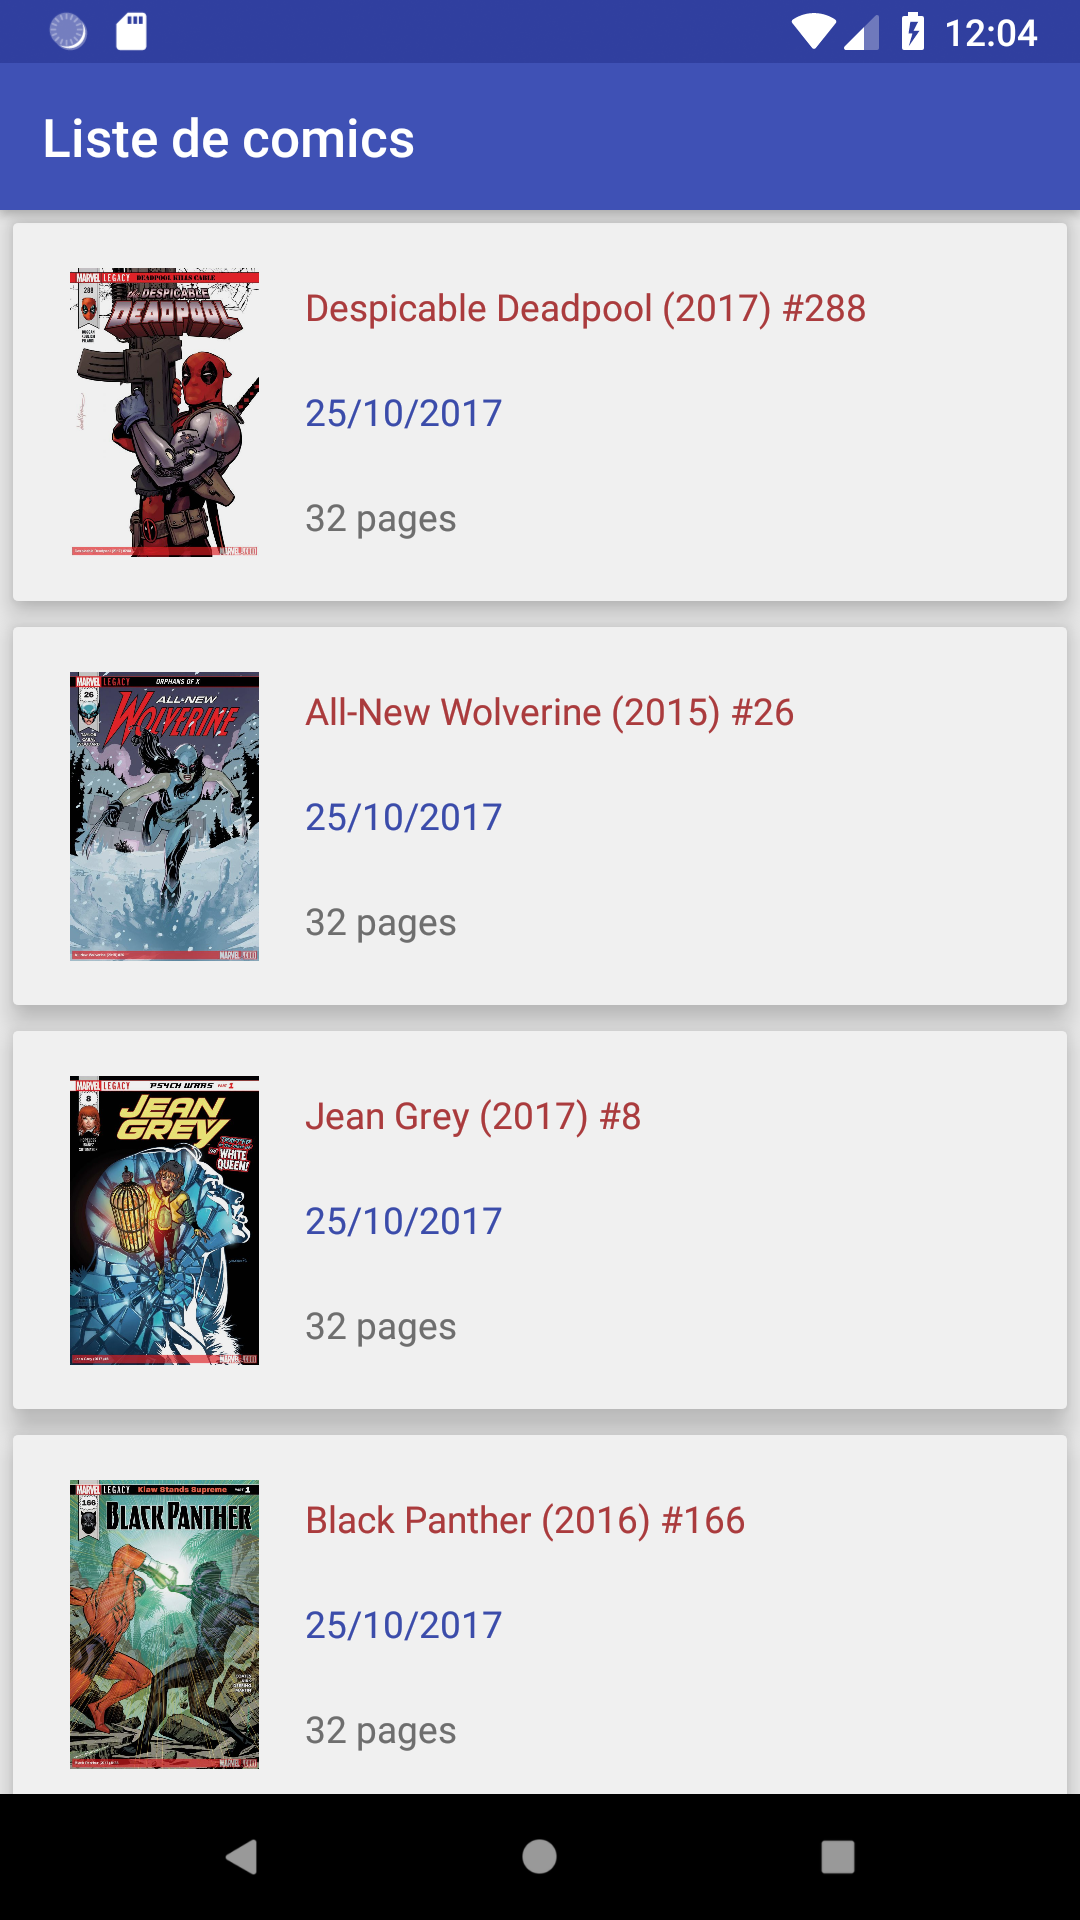 12:04
Liste de comics
MARVEL LEGACY DEADPOOL KILLS CABLE
288
the DESPICABLE
DEADPOOL
Despicable Deadpool (2017) #288
25/10/2017
32 pages
MARVEL LEGACY ORPHANS OF X
26
ALL-NEW
WOLVERINE
All-New Wolverine (2015) #26
25/10/2017
32 pages
MARVEL LEGACY PSYCH WARS PART 1
8
JEAN
GREY
WHITE
QUEEN!
Jean Grey (2017) #8
25/10/2017
32 pages
MARVEL LEGACY Klaw Stands Supreme PART 1
166
BLACK PANTHER
Black Panther (2016) #166
25/10/2017
32 pages